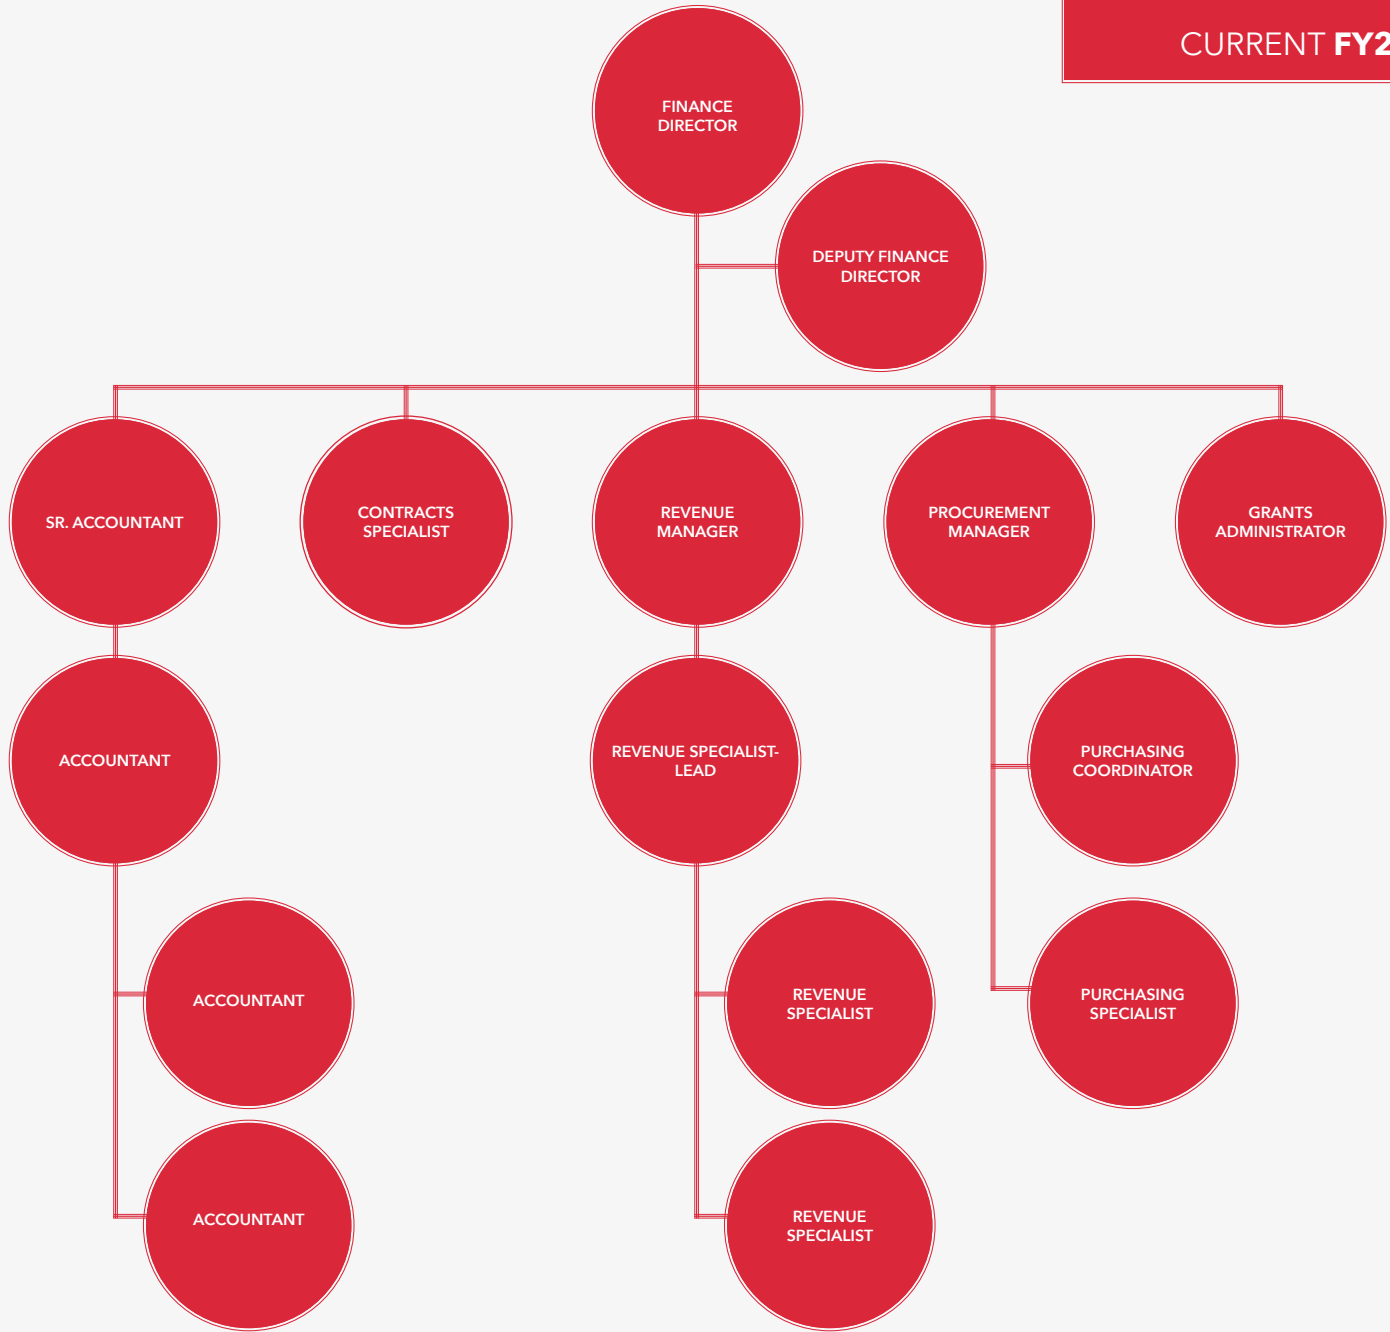 CURRENT FY2
FINANCE
DIRECTOR
DEPUTY FINANCE
DIRECTOR
SR. ACCOUNTANT
CONTRACTS
SPECIALIST
REVENUE
MANAGER
PROCUREMENT
MANAGER
GRANTS
ADMINISTRATOR
ACCOUNTANT
REVENUE SPECIALIST-
LEAD
PURCHASING
COORDINATOR
ACCOUNTANT
REVENUE
SPECIALIST
PURCHASING
SPECIALIST
ACCOUNTANT
REVENUE
SPECIALIST